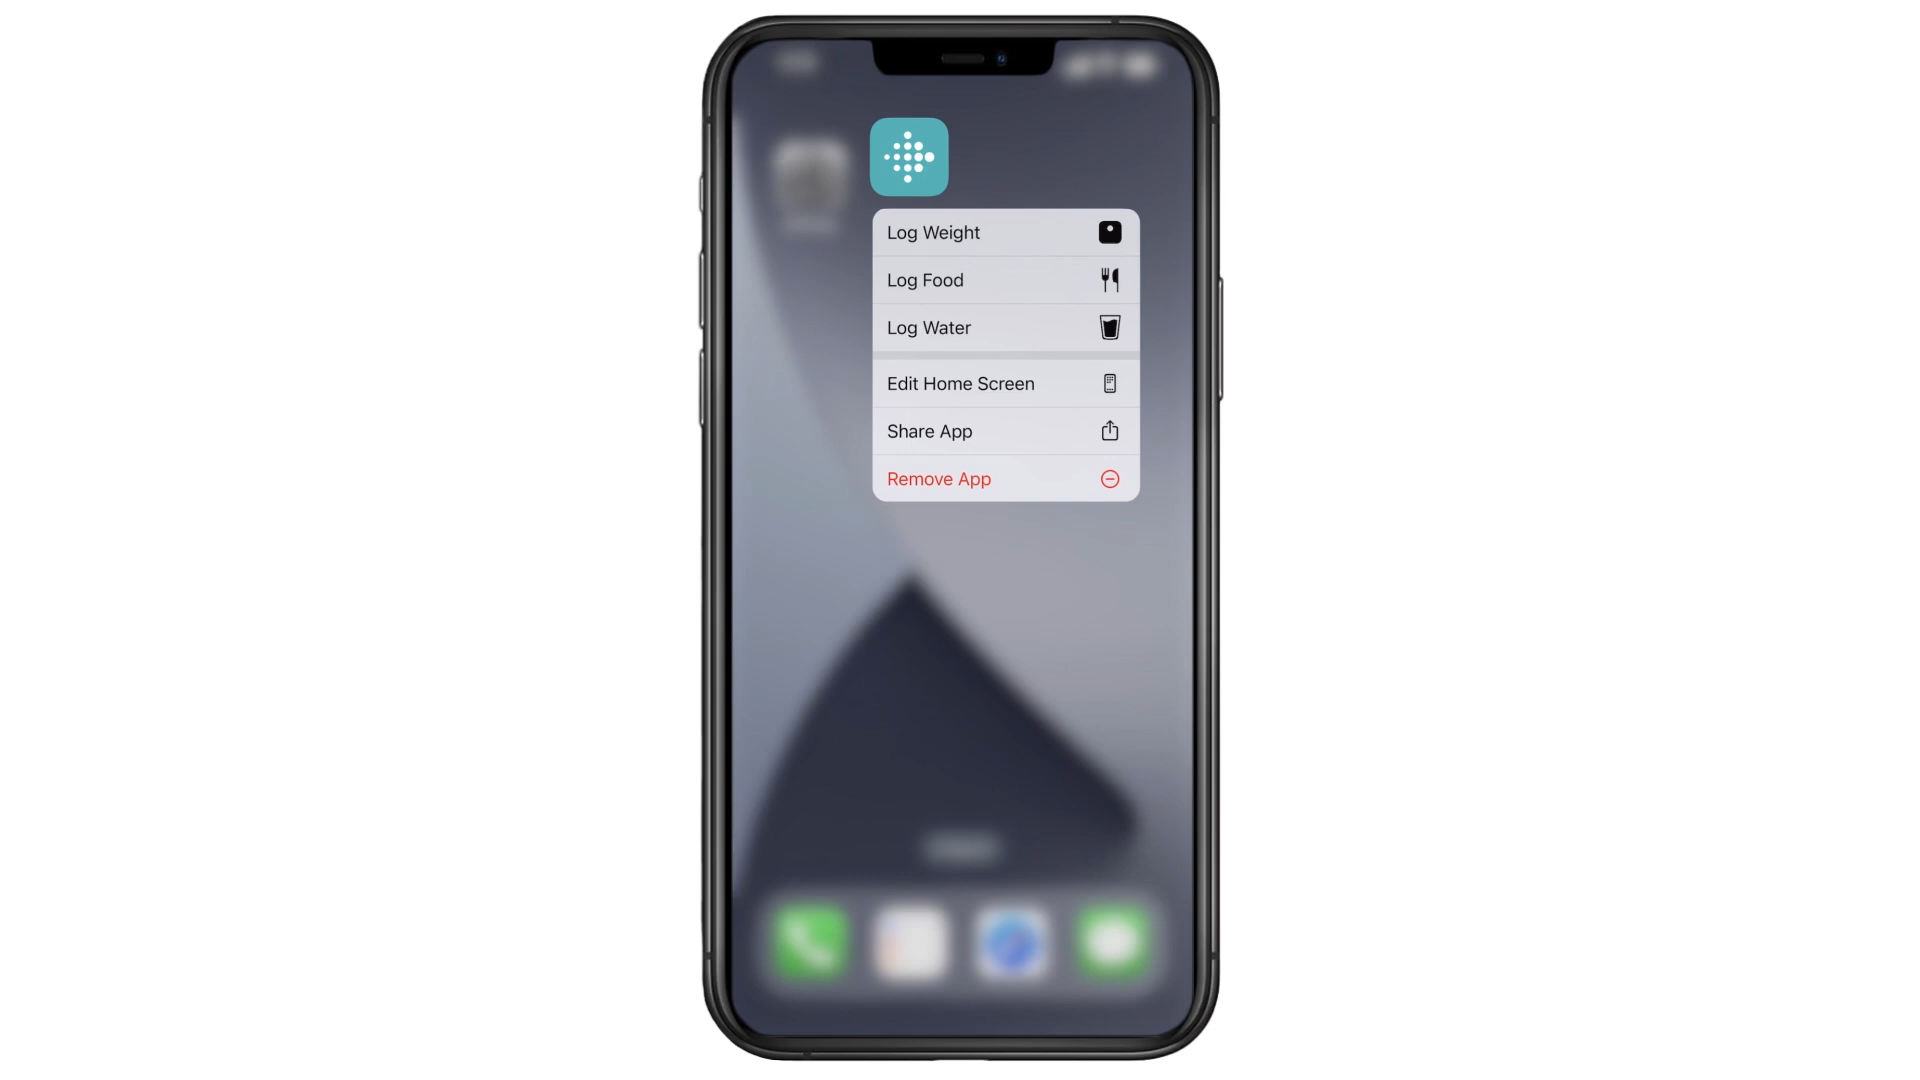 Log Weight
Log Food
Log Water
Edit Home Screen
Share App
Remove App